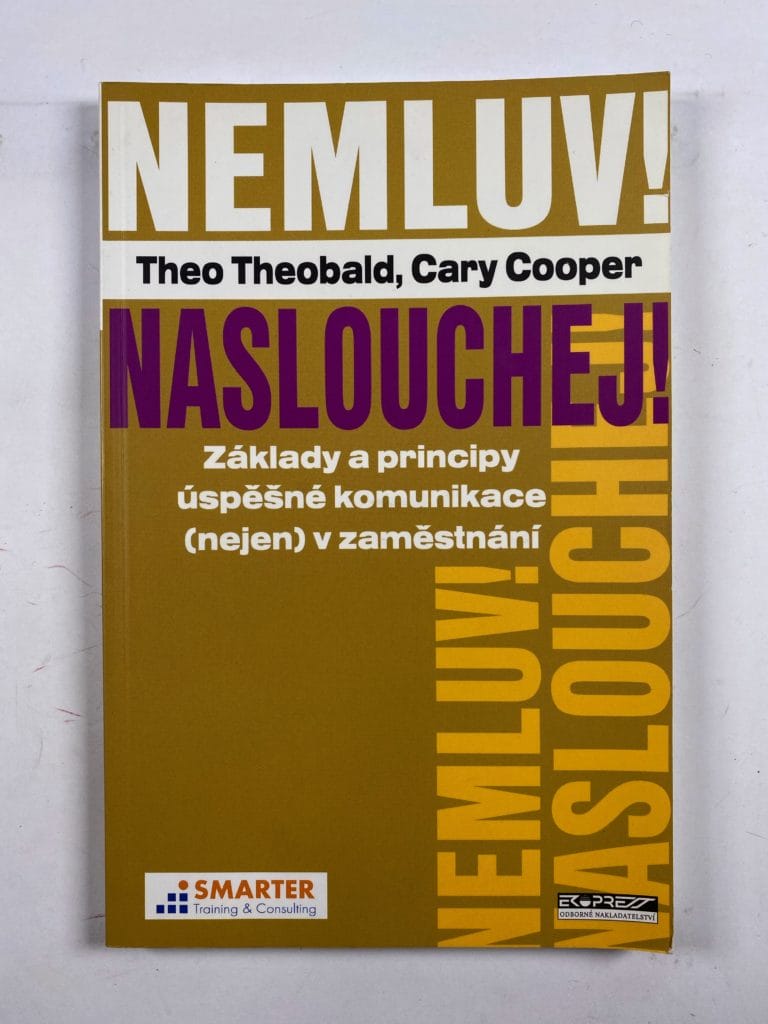 NEMLUV!
Theo Theobald, Cary Cooper
NASLOUCHEJ!
Základy a principy
úspěšné komunikace
(nejen) v zaměstnání
NEMLUV!
NASLOUCHEJ!
SMARTER
Training & Consulting
EKOPRESS
ODBORNÉ NAKLADATELSTVÍ